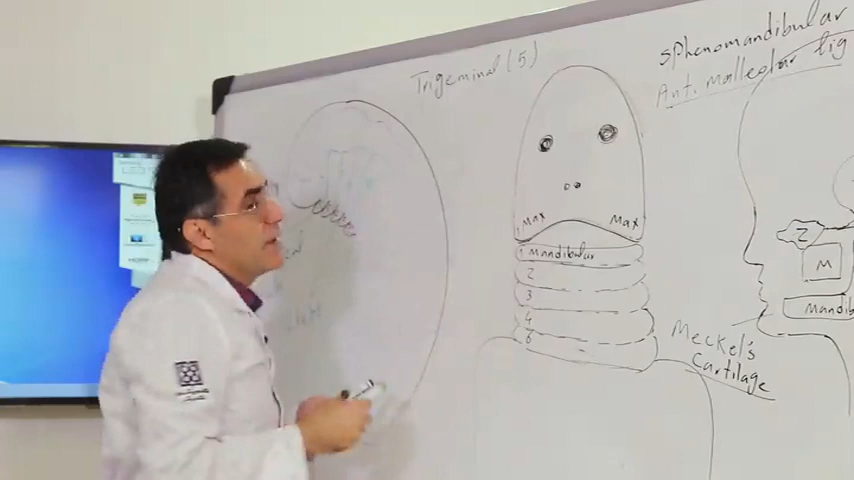 Trigeminal (5)
sphenomandibular
Ant. malleolar lig
Max Max
1 mandibular
2
3
4
6
Z
M
Mandib
Meckel's
Cartilage